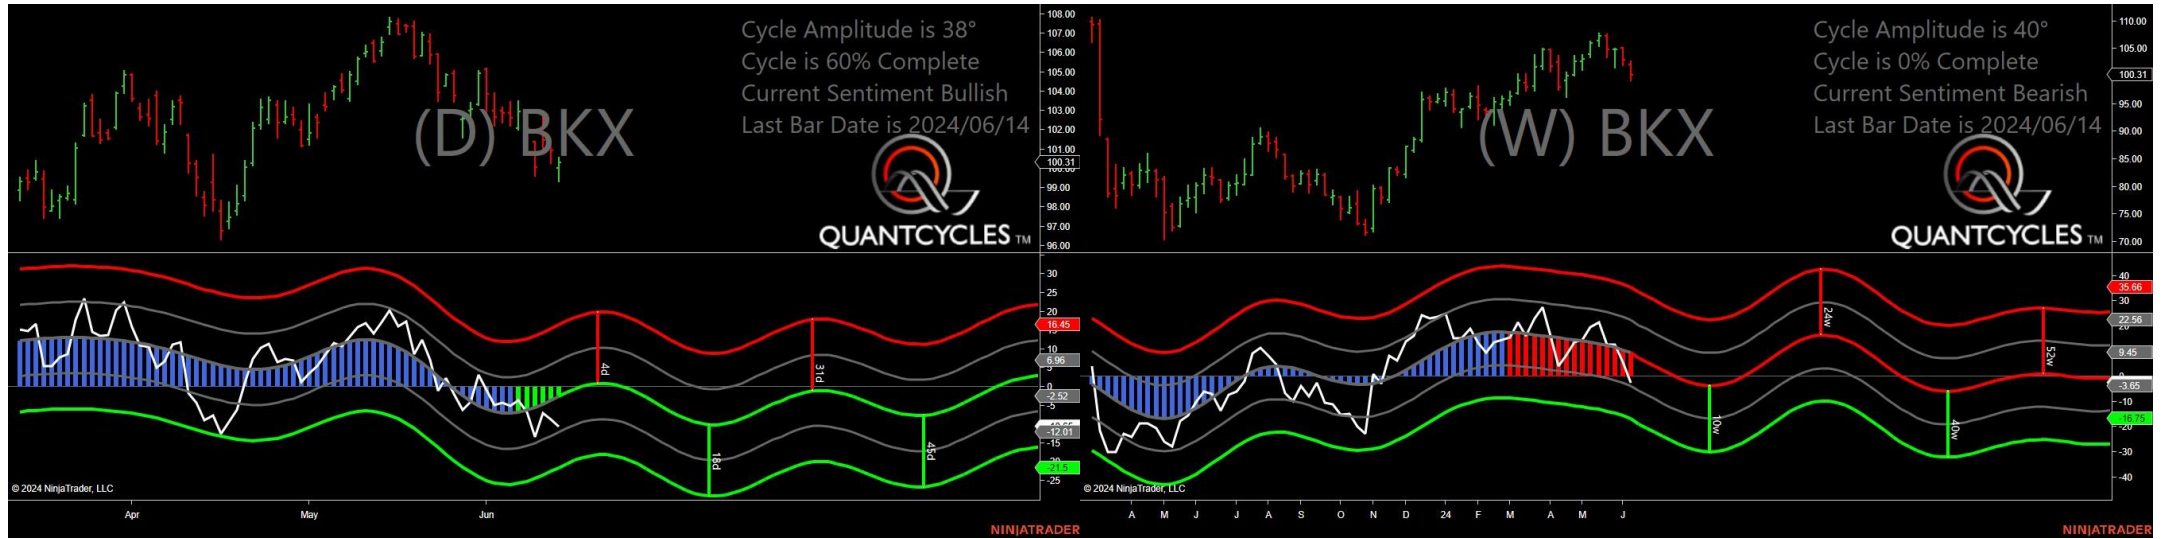 Cycle Amplitude is 38°
Cycle is 60% Complete
Current Sentiment Bullish
Last Bar Date is 2024/06/14
(D) BKX
QUANTCYCLES TM
108.00
107.00
106.00
105.00
104.00
103.00
102.00
101.00
100.31
99.00
98.00
97.00
96.00
30
25
20
16.45
10
6.96
0
-2.52
-5
-12.01
-15
-21.5
-25
4d
18d
31d
45d
© 2024 NinjaTrader, LLC
Apr May Jun
NINJATRADER
Cycle Amplitude is 40°
Cycle is 0% Complete
Current Sentiment Bearish
Last Bar Date is 2024/06/14
(W) BKX
QUANTCYCLES TM
110.00
105.00
100.31
95.00
90.00
85.00
80.00
75.00
70.00
40
35.66
30
22.56
9.45
-3.65
-10
-16.75
-20
-30
-40
10w
24w
40w
52w
© 2024 NinjaTrader, LLC
A M J J A S O N D 24 F M A M J
NINJATRADER